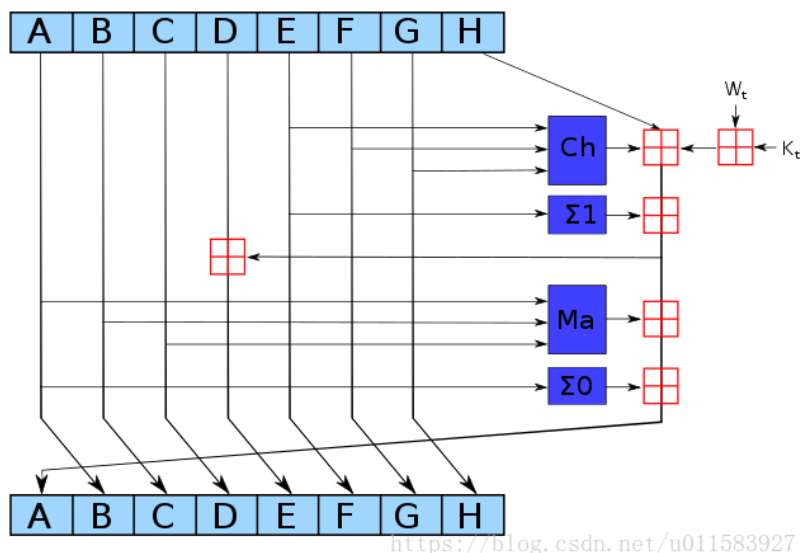 A B C D E F G H
Wt
Ch
Kt
Σ1
Ma
Σ0
A B C D E F G H
https://blog.csdn.net/u011583927